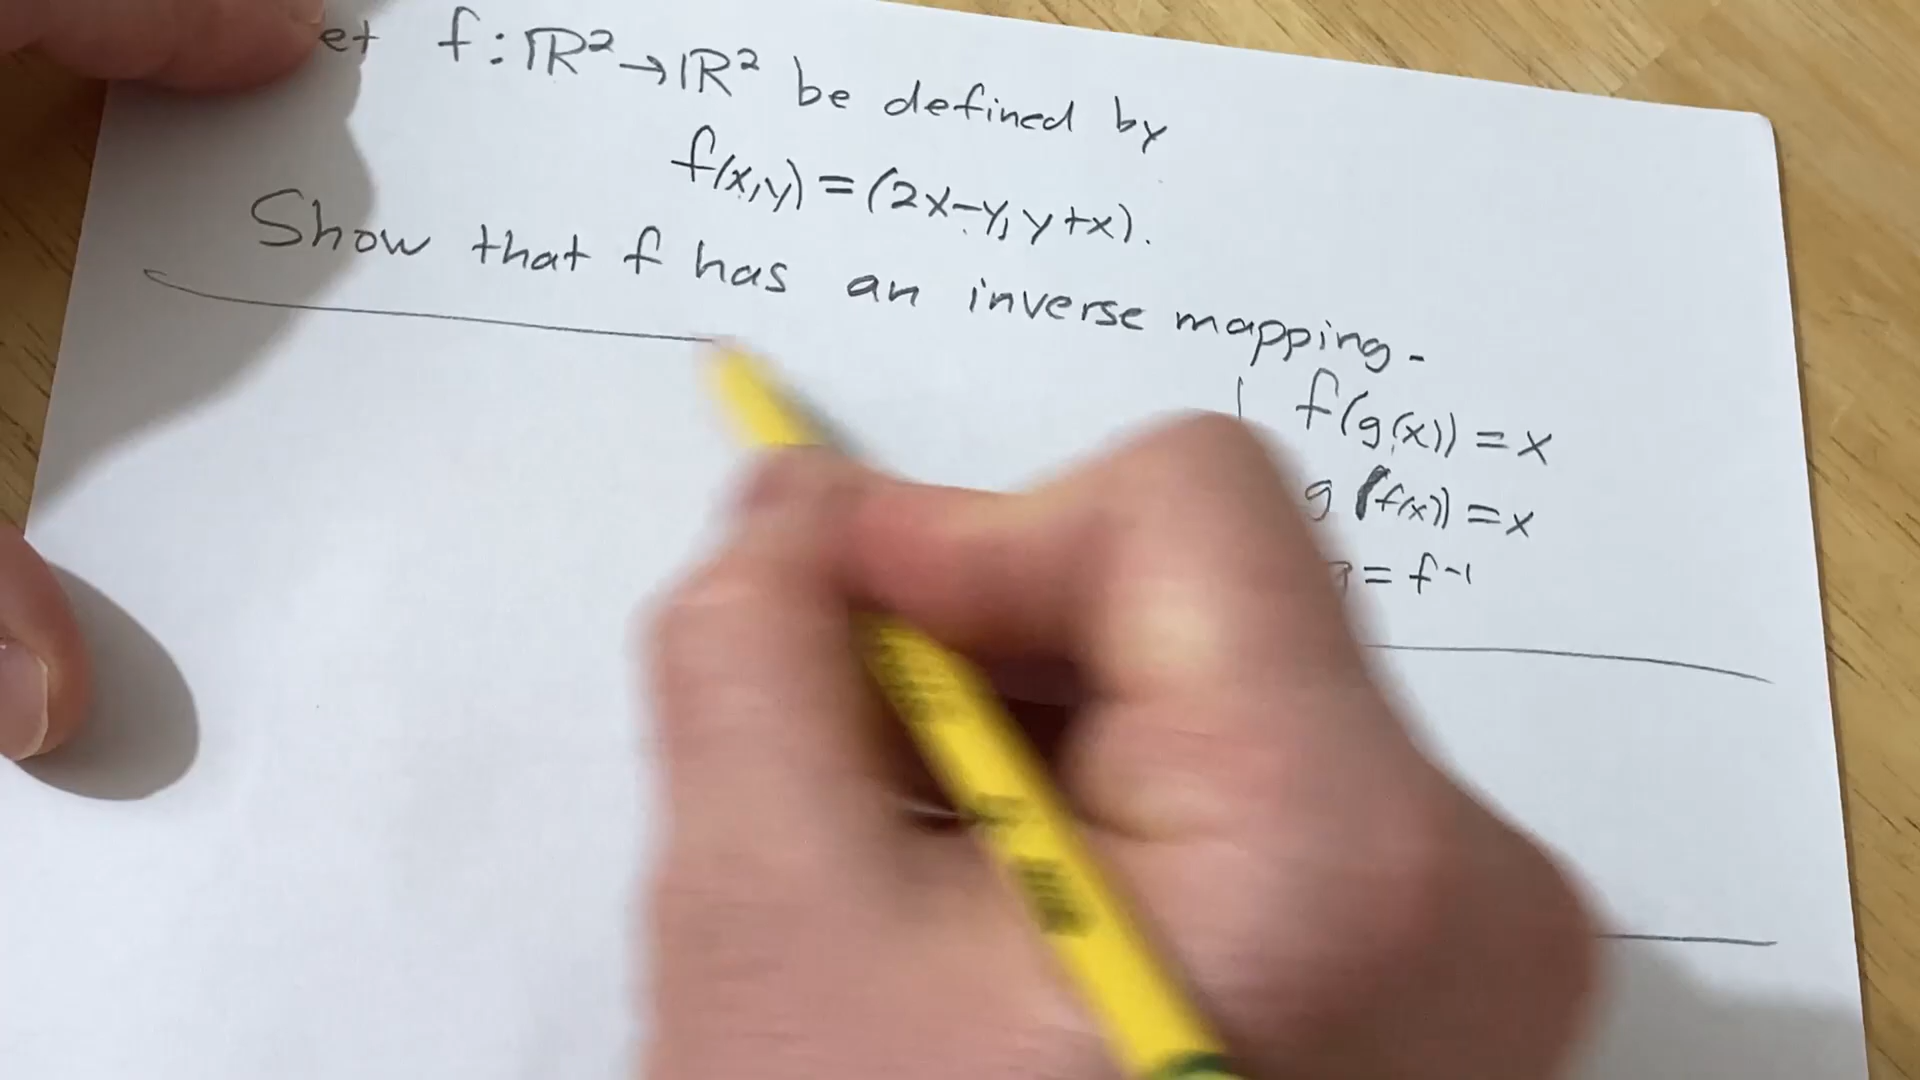 et f: ℝ² → ℝ² be defined by
f(x,y) = (2x-y, y+x).
Show that f has an inverse mapping.
f(g(x)) = x
g(f(x)) = x
= f⁻¹